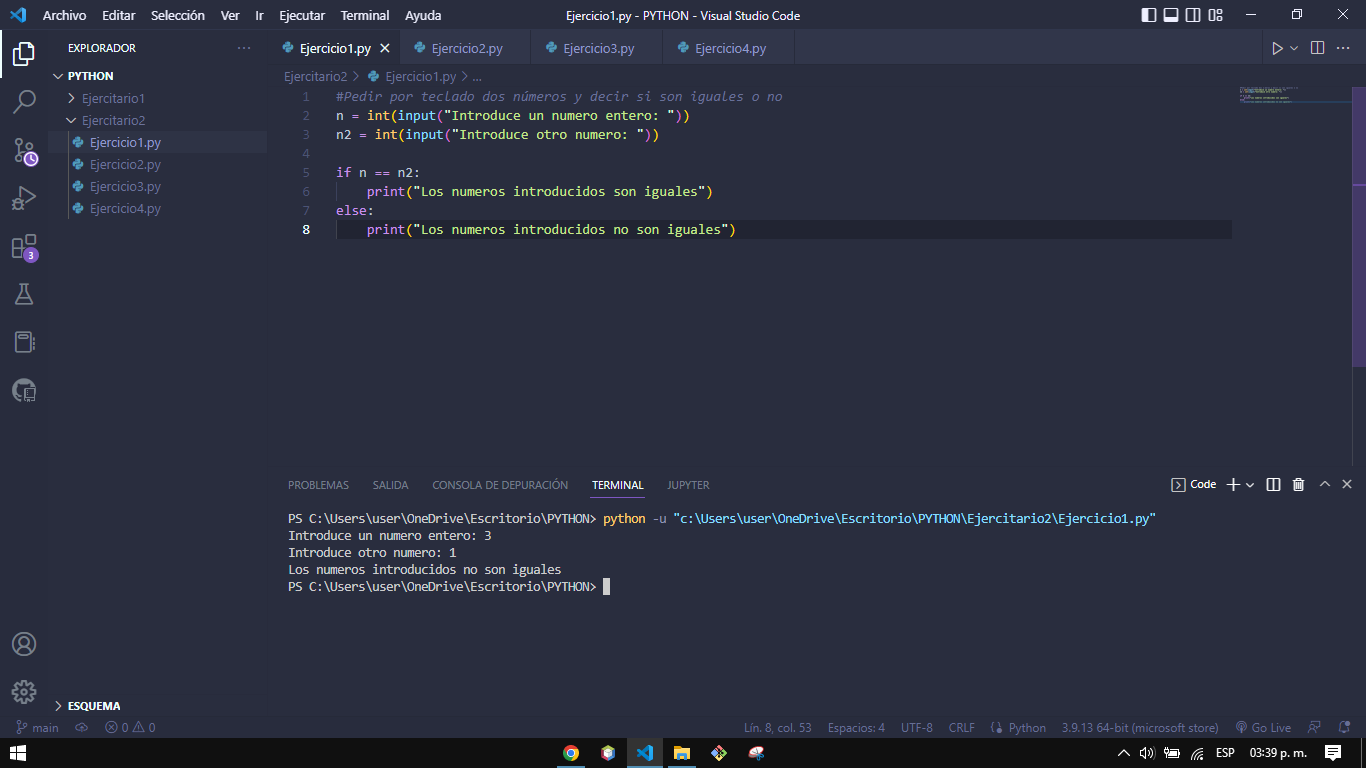 Archivo Editar Selección Ver Ir Ejecutar Terminal Ayuda Ejercicio1.py - PYTHON - Visual Studio Code
EXPLORADOR
PYTHON
Ejercitario1
Ejercitario2
Ejercicio1.py
Ejercicio2.py
Ejercicio3.py
Ejercicio4.py
3
ESQUEMA
Ejercicio1.py Ejercicio2.py Ejercicio3.py Ejercicio4.py
Ejercitario2 > Ejercicio1.py > ...
1 #Pedir por teclado dos números y decir si son iguales o no
2 n = int(input("Introduce un numero entero: "))
3 n2 = int(input("Introduce otro numero: "))
4
5 if n == n2:
6     print("Los numeros introducidos son iguales")
7 else:
8     print("Los numeros introducidos no son iguales")
PROBLEMAS SALIDA CONSOLA DE DEPURACIÓN TERMINAL JUPYTER Code
PS C:\Users\user\OneDrive\Escritorio\PYTHON> python -u "c:\Users\user\OneDrive\Escritorio\PYTHON\Ejercitario2\Ejercicio1.py"
Introduce un numero entero: 3
Introduce otro numero: 1
Los numeros introducidos no son iguales
PS C:\Users\user\OneDrive\Escritorio\PYTHON>
main 0 0 Lín. 8, col. 53 Espacios: 4 UTF-8 CRLF Python 3.9.13 64-bit (microsoft store) Go Live
ESP 03:39 p. m.